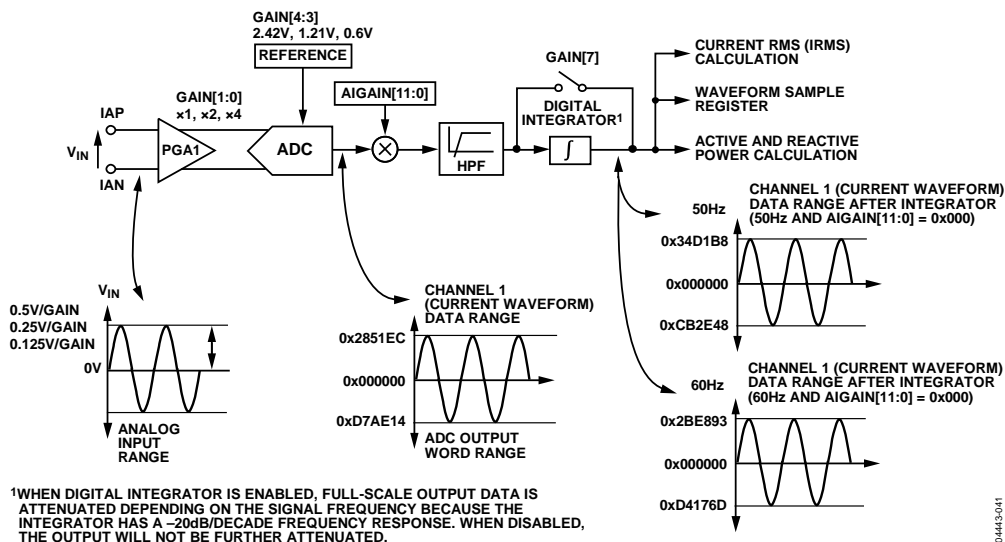 GAIN[4:3]
2.42V, 1.21V, 0.6V
REFERENCE
GAIN[1:0]
×1, ×2, ×4
IAP
VIN
IAN
PGA1
ADC
AIGAIN[11:0]
HPF
GAIN[7]
DIGITAL
INTEGRATOR1
∫
CURRENT RMS (IRMS)
CALCULATION
WAVEFORM SAMPLE
REGISTER
ACTIVE AND REACTIVE
POWER CALCULATION
VIN
0.5V/GAIN
0.25V/GAIN
0.125V/GAIN
0V
ANALOG
INPUT
RANGE
CHANNEL 1
(CURRENT WAVEFORM)
DATA RANGE
0x2851EC
0x000000
0xD7AE14
ADC OUTPUT
WORD RANGE
50Hz
CHANNEL 1 (CURRENT WAVEFORM)
DATA RANGE AFTER INTEGRATOR
(50Hz AND AIGAIN[11:0] = 0x000)
0x34D1B8
0x000000
0xCB2E48
60Hz
CHANNEL 1 (CURRENT WAVEFORM)
DATA RANGE AFTER INTEGRATOR
(60Hz AND AIGAIN[11:0] = 0x000)
0x2BE893
0x000000
0xD4176D
1WHEN DIGITAL INTEGRATOR IS ENABLED, FULL-SCALE OUTPUT DATA IS
ATTENUATED DEPENDING ON THE SIGNAL FREQUENCY BECAUSE THE
INTEGRATOR HAS A –20dB/DECADE FREQUENCY RESPONSE. WHEN DISABLED,
THE OUTPUT WILL NOT BE FURTHER ATTENUATED.
04443-041